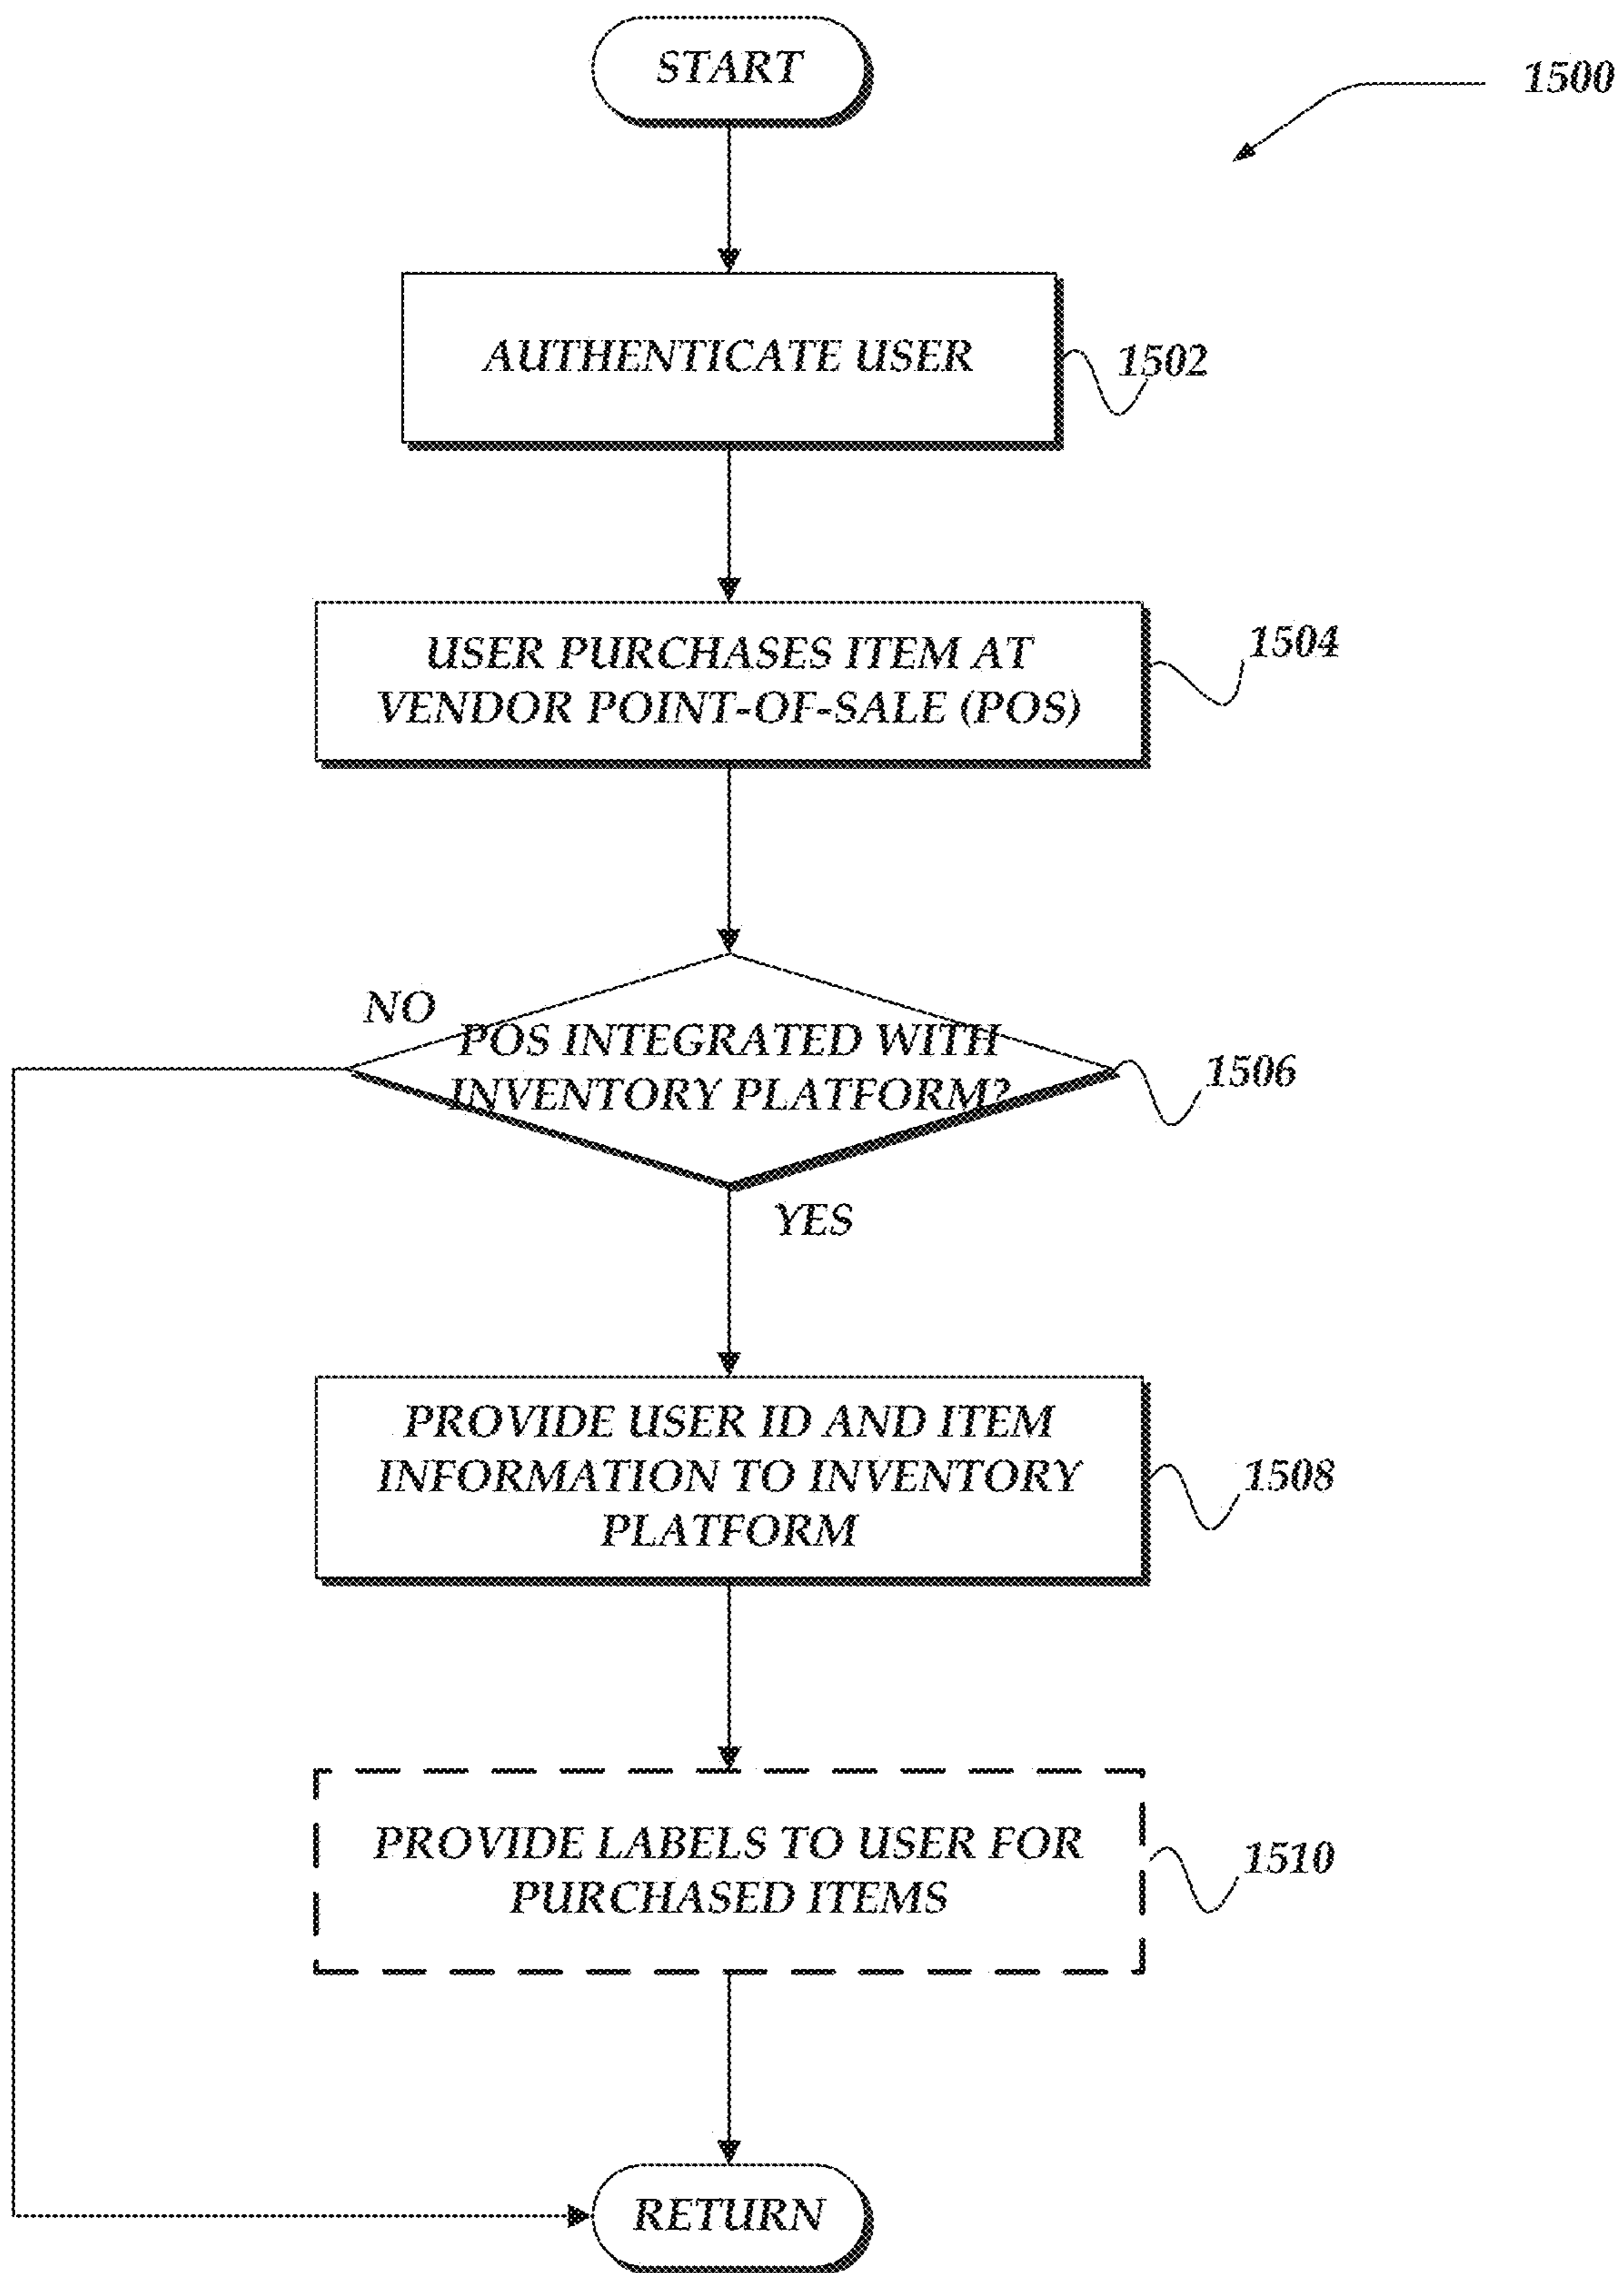 START
1500
AUTHENTICATE USER
1502
USER PURCHASES ITEM AT
VENDOR POINT-OF-SALE (POS)
1504
NO
POS INTEGRATED WITH
INVENTORY PLATFORM?
1506
YES
PROVIDE USER ID AND ITEM
INFORMATION TO INVENTORY
PLATFORM
1508
PROVIDE LABELS TO USER FOR
PURCHASED ITEMS
1510
RETURN